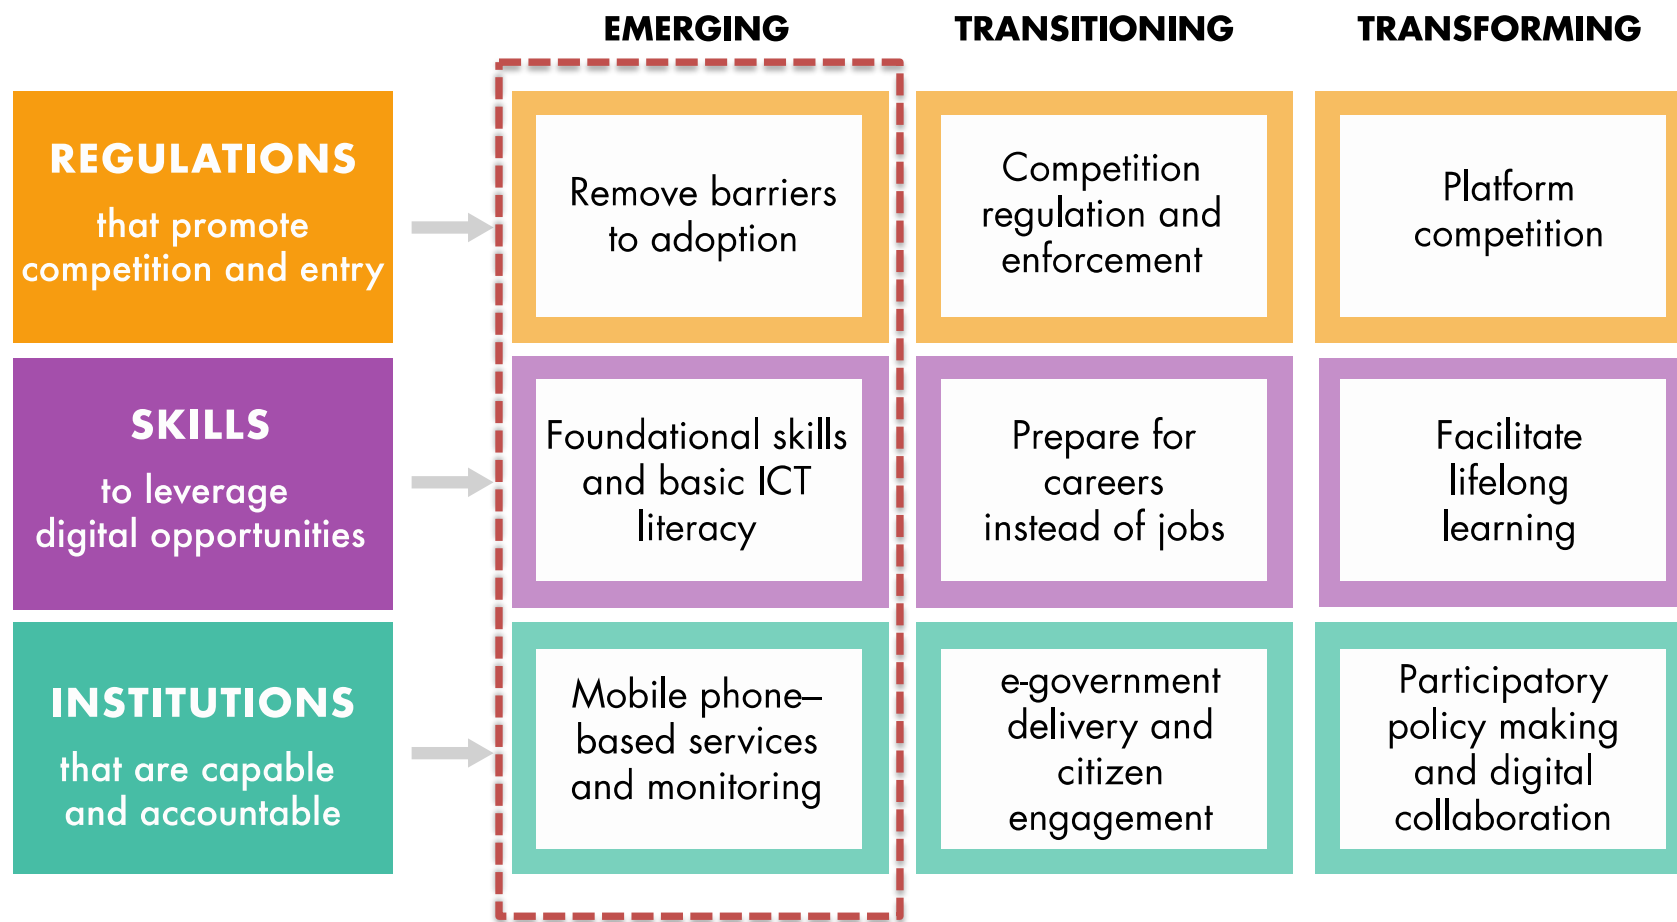 EMERGING
TRANSITIONING
TRANSFORMING
REGULATIONS
that promote
competition and entry
Remove barriers
to adoption
Competition
regulation and
enforcement
Platform
competition
SKILLS
to leverage
digital opportunities
Foundational skills
and basic ICT
literacy
Prepare for
careers
instead of jobs
Facilitate
lifelong
learning
INSTITUTIONS
that are capable
and accountable
Mobile phone–
based services
and monitoring
e-government
delivery and
citizen
engagement
Participatory
policy making
and digital
collaboration